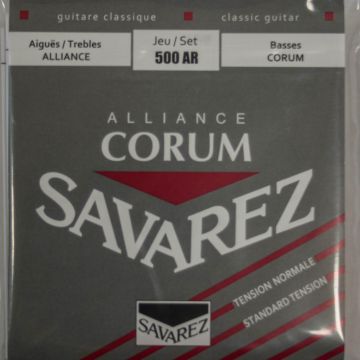 guitare classique classic guitar
Aiguës / Trebles Jeu / Set Basses
ALLIANCE 500 AR CORUM
ALLIANCE
CORUM
SAVAREZ
TENSION NORMALE
STANDARD TENSION
SAVAREZ